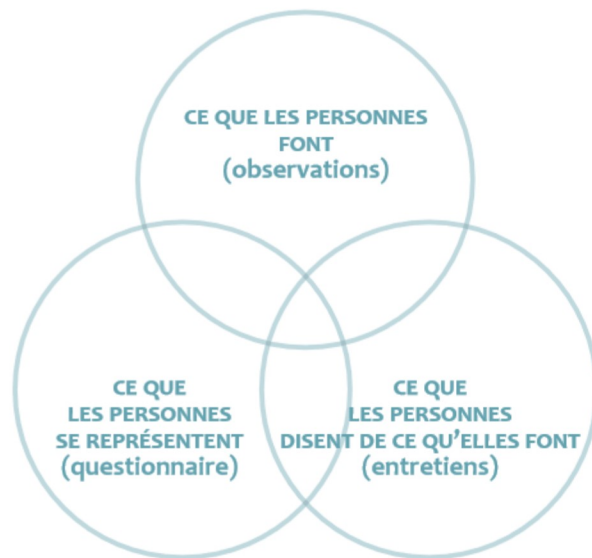 CE QUE LES PERSONNES
FONT
(observations)
CE QUE
LES PERSONNES
SE REPRÉSENTENT
(questionnaire)
CE QUE
LES PERSONNES
DISENT DE CE QU’ELLES FONT
(entretiens)